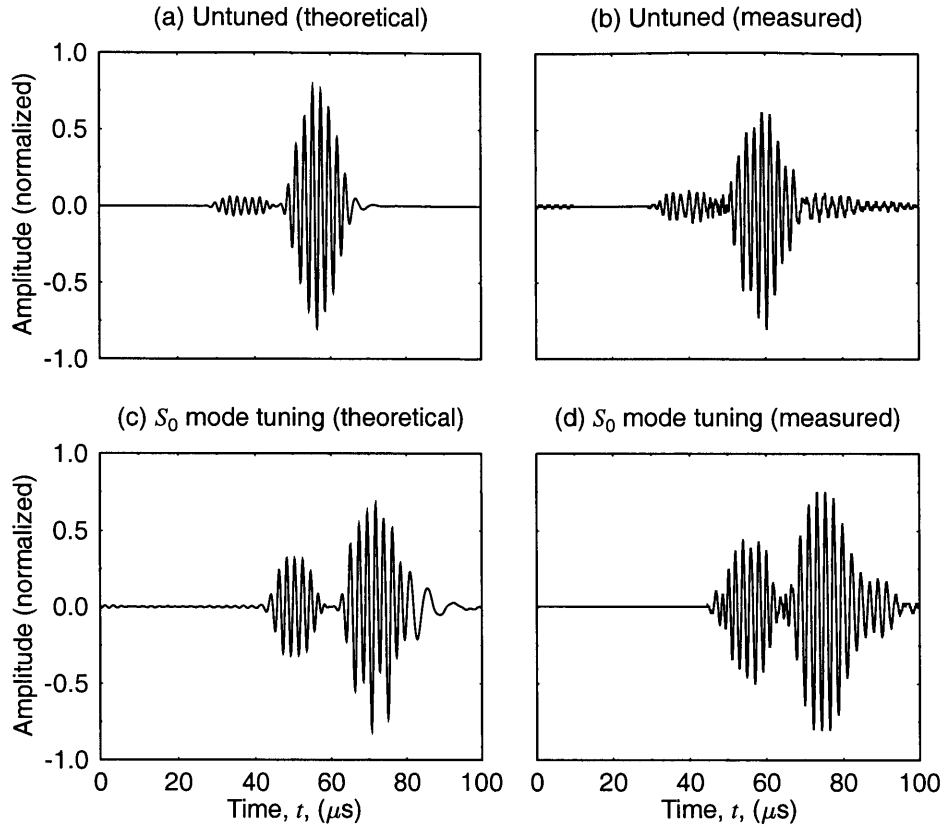 (a) Untuned (theoretical)
(b) Untuned (measured)
Amplitude (normalized)
1.0
0.5
0.0
-0.5
-1.0
(c) S₀ mode tuning (theoretical)
(d) S₀ mode tuning (measured)
Amplitude (normalized)
1.0
0.5
0.0
-0.5
-1.0
0 20 40 60 80 100
0 20 40 60 80 100
Time, t, (μs)
Time, t, (μs)